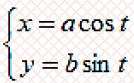 {x = a cos t
y = b sin t